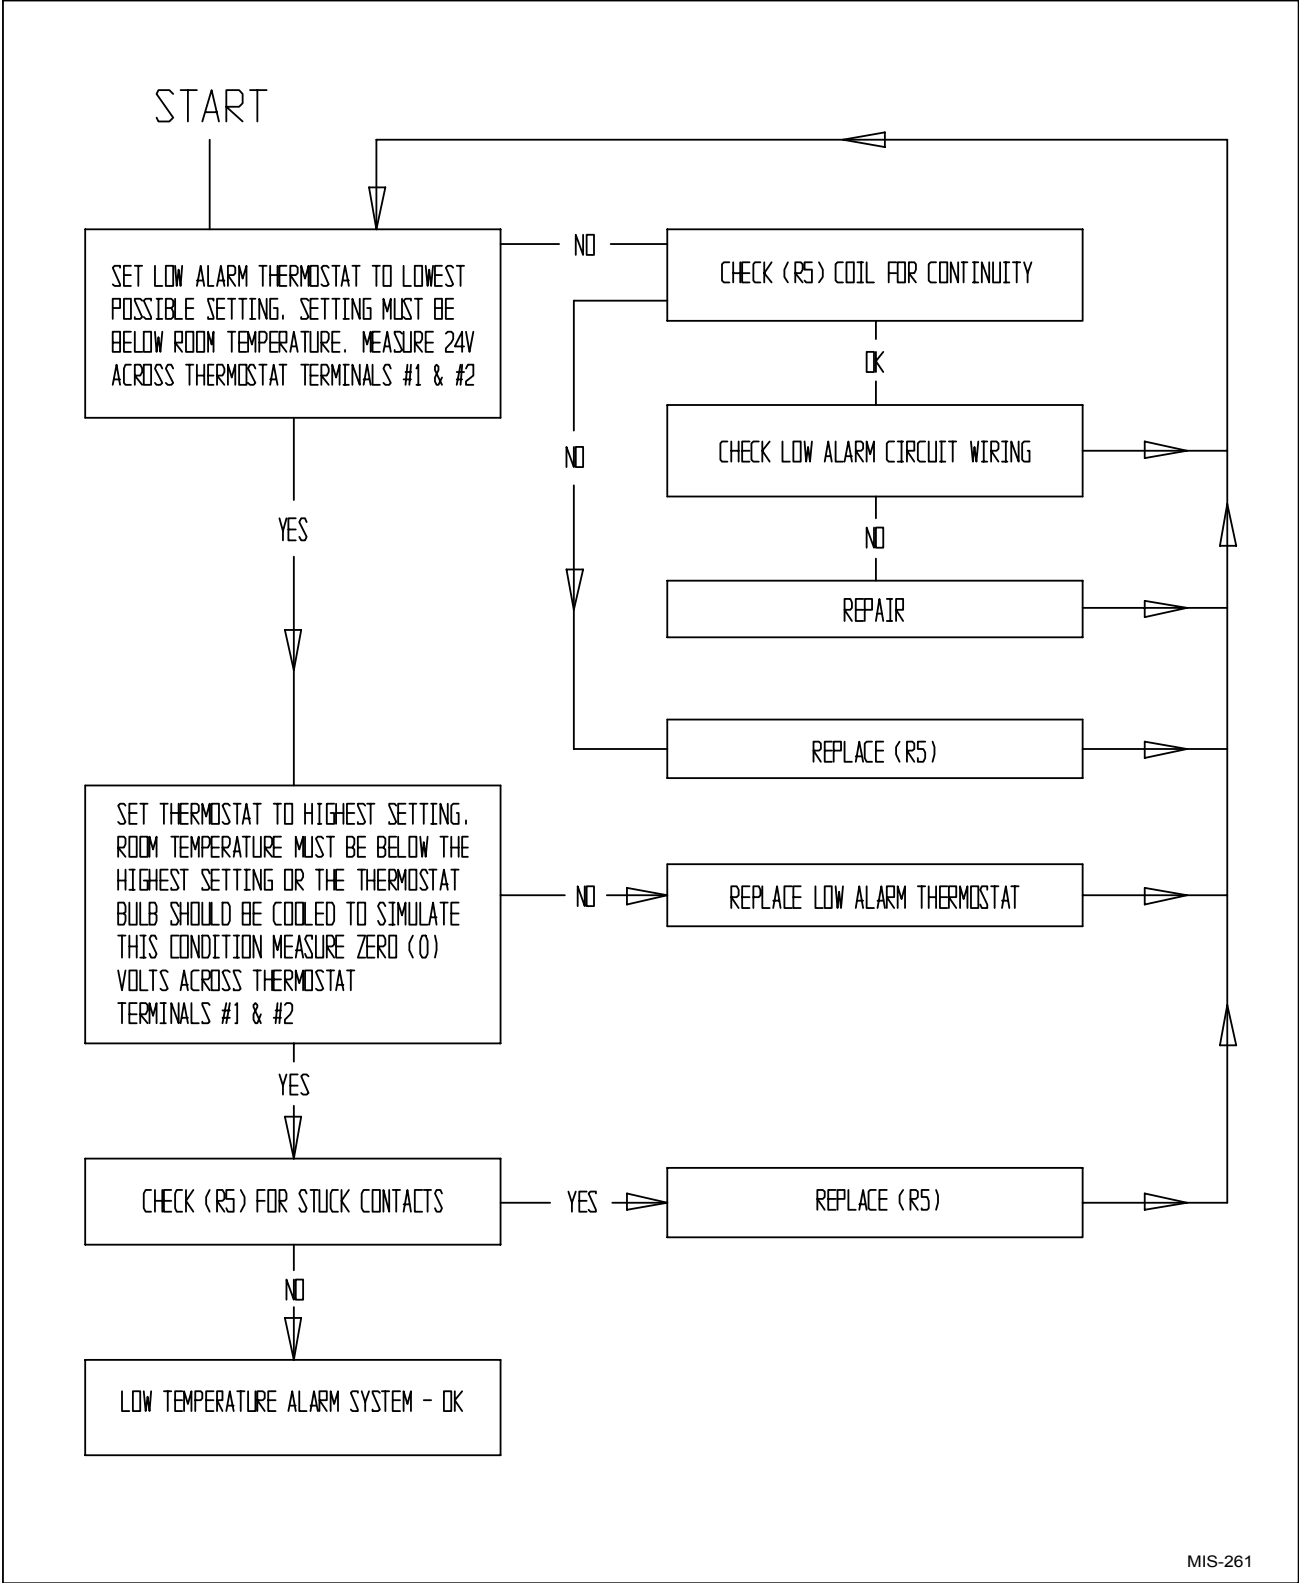 START
SET LOW ALARM THERMOSTAT TO LOWEST
POSSIBLE SETTING. SETTING MUST BE
BELOW ROOM TEMPERATURE. MEASURE 24V
ACROSS THERMOSTAT TERMINALS #1 & #2
NO
CHECK (R5) COIL FOR CONTINUITY
OK
CHECK LOW ALARM CIRCUIT WIRING
NO
NO
REPAIR
REPLACE (R5)
YES
SET THERMOSTAT TO HIGHEST SETTING.
ROOM TEMPERATURE MUST BE BELOW THE
HIGHEST SETTING OR THE THERMOSTAT
BULB SHOULD BE COOLED TO SIMULATE
THIS CONDITION MEASURE ZERO (0)
VOLTS ACROSS THERMOSTAT
TERMINALS #1 & #2
NO
REPLACE LOW ALARM THERMOSTAT
YES
CHECK (R5) FOR STUCK CONTACTS
YES
REPLACE (R5)
NO
LOW TEMPERATURE ALARM SYSTEM - OK
MIS-261